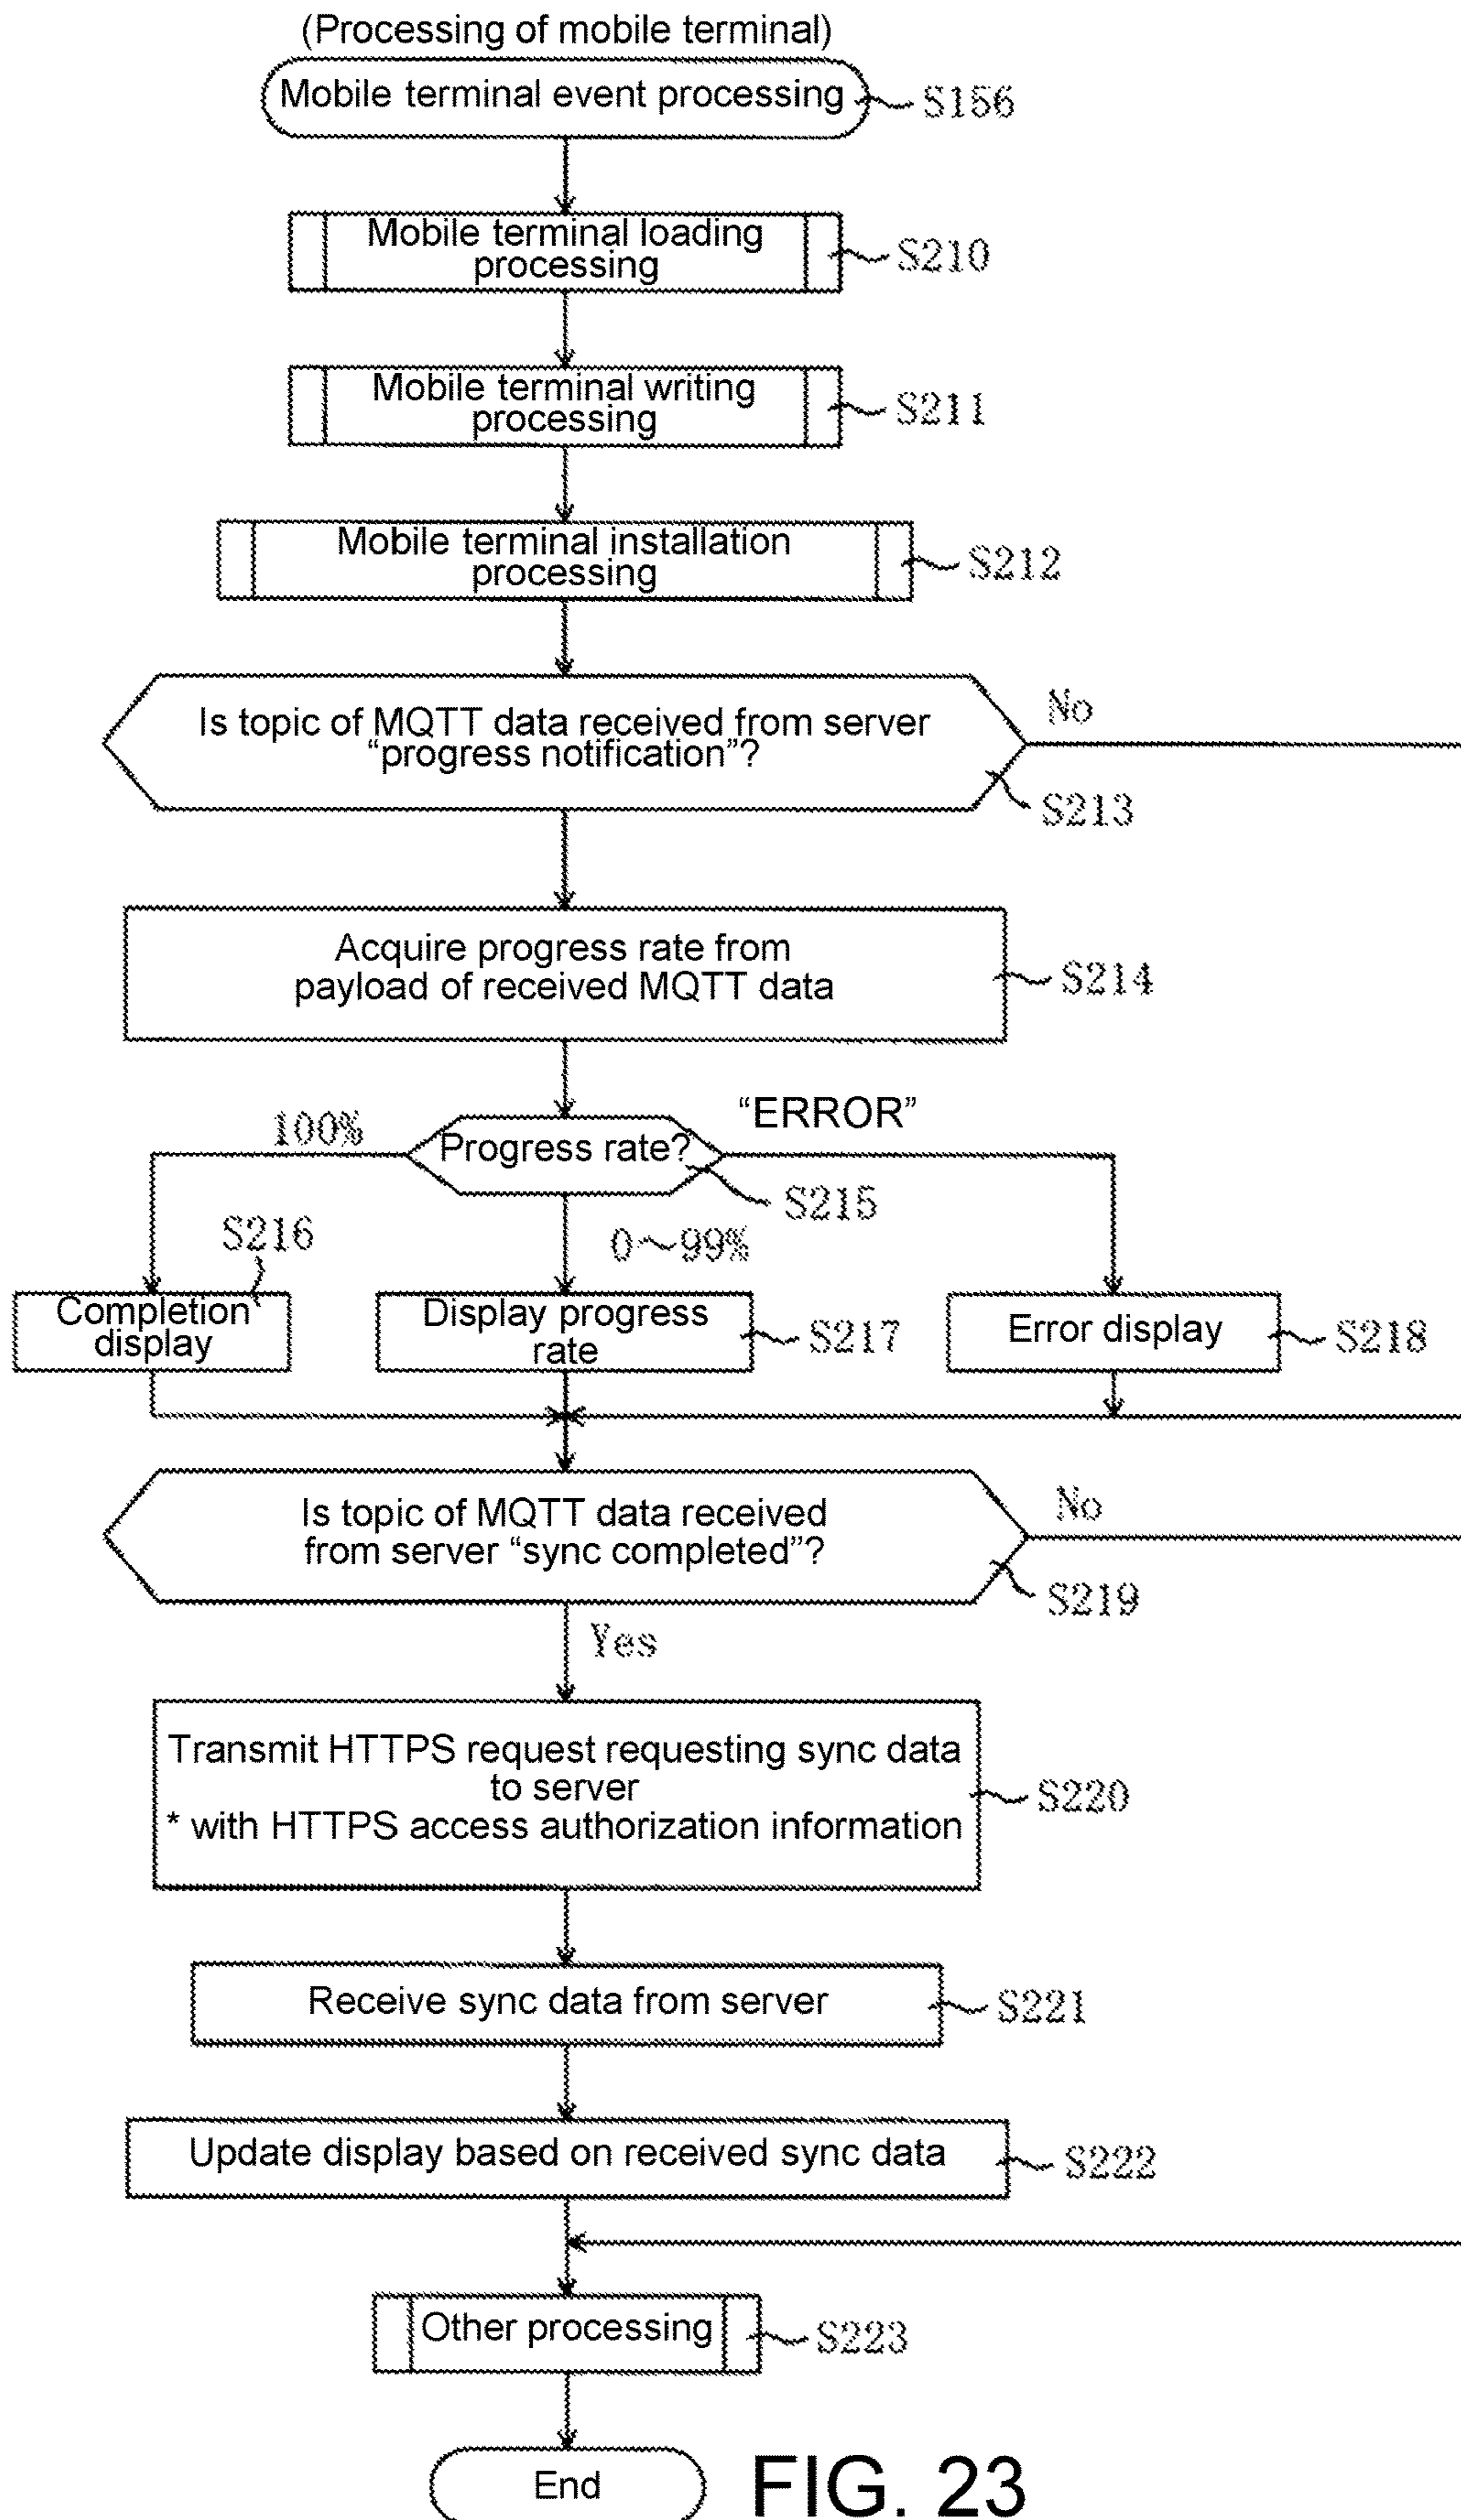 (Processing of mobile terminal)
Mobile terminal event processing
S156
Mobile terminal loading
processing
S210
Mobile terminal writing
processing
S211
Mobile terminal installation
processing
S212
Is topic of MQTT data received from server
“progress notification”?
No
S213
Acquire progress rate from
payload of received MQTT data
S214
100%
Progress rate?
“ERROR”
S215
S216
0~99%
Completion
display
Display progress
rate
S217
Error display
S218
Is topic of MQTT data received
from server “sync completed”?
No
S219
Yes
Transmit HTTPS request requesting sync data
to server
* with HTTPS access authorization information
S220
Receive sync data from server
S221
Update display based on received sync data
S222
Other processing
S223
End
FIG. 23